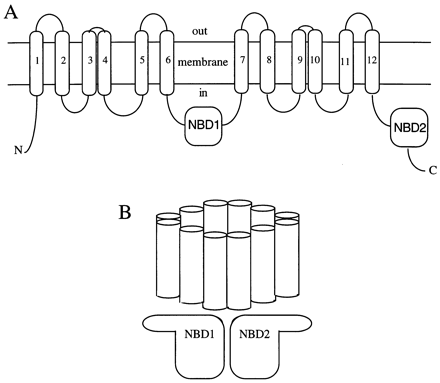 A
out
1 2 3 4 5 6 membrane 7 8 9 10 11 12
in
NBD1
NBD2
N
C
B
NBD1 NBD2